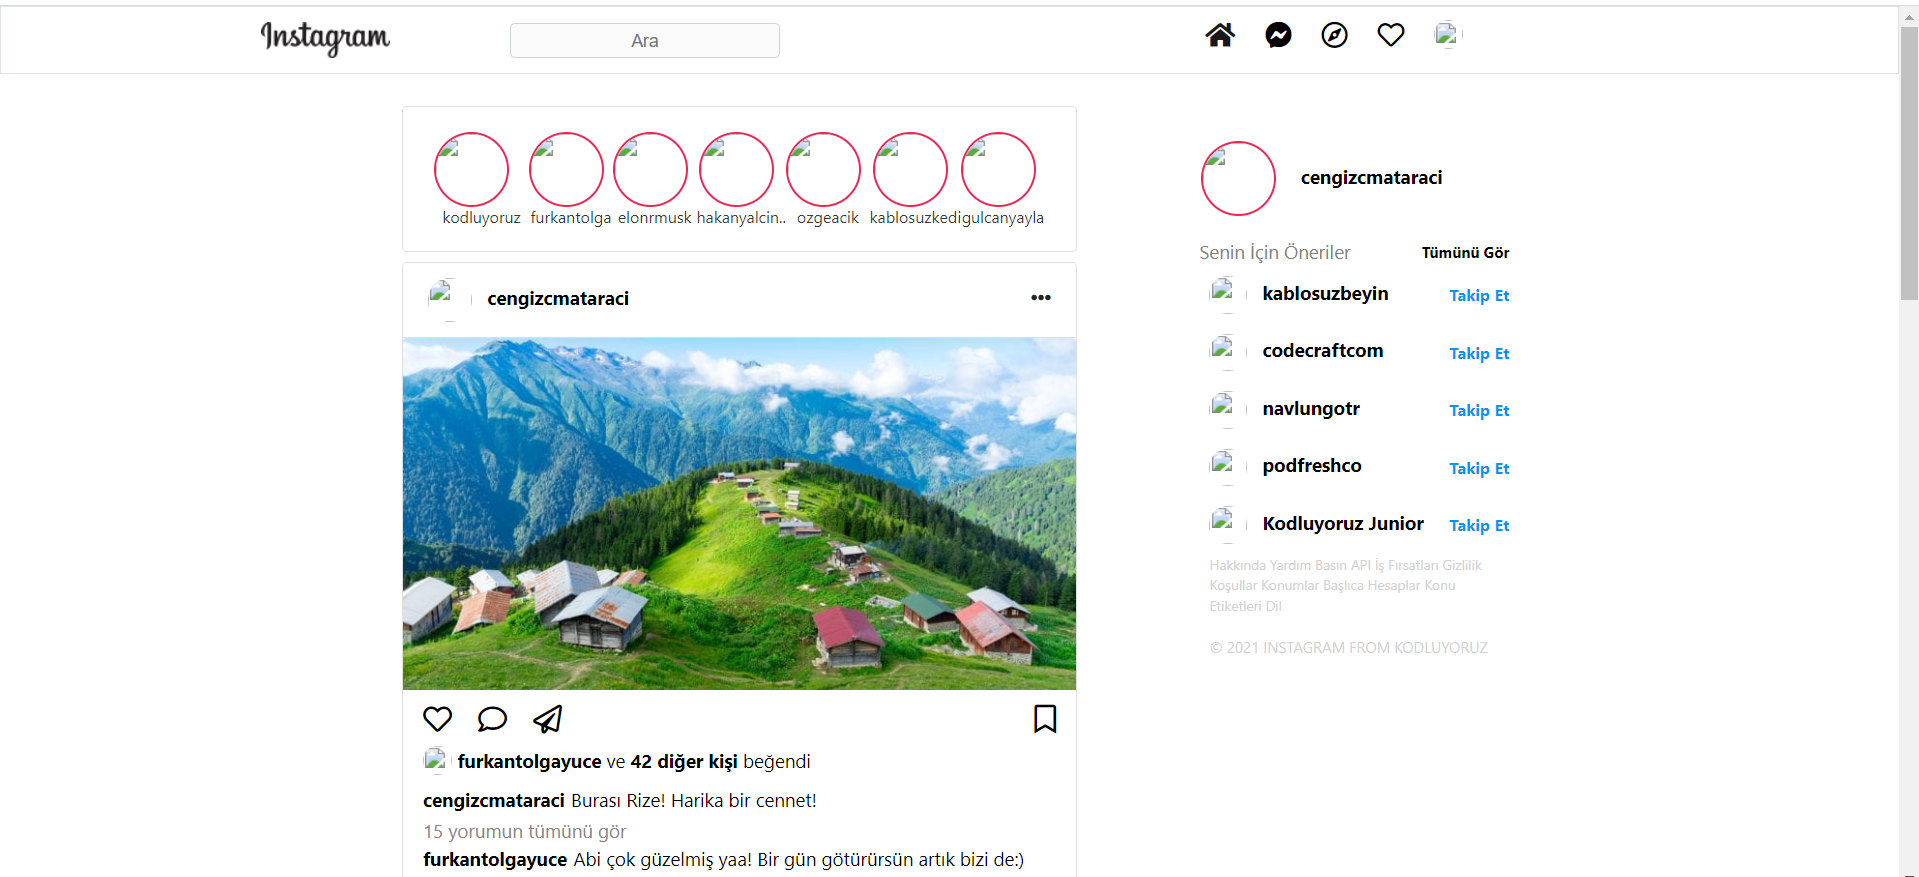 Instagram
Ara
kodluyoruz furkantolga elonrmusk hakanyalcin.. ozgeacik kablosuzkedi gulcanyayla
cengizcmataraci
cengizcmataraci
Senin İçin Öneriler Tümünü Gör
kablosuzbeyin Takip Et
codecraftcom Takip Et
navlungotr Takip Et
podfreshco Takip Et
Kodluyoruz Junior Takip Et
Hakkında Yardım Basın API İş Fırsatları Gizlilik
Koşullar Konumlar Başlıca Hesaplar Konu
Etiketleri Dil
© 2021 INSTAGRAM FROM KODLUYORUZ
furkantolgayuce ve 42 diğer kişi beğendi
cengizcmataraci Burası Rize! Harika bir cennet!
15 yorumun tümünü gör
furkantolgayuce Abi çok güzelmiş yaa! Bir gün götürürsün artık bizi de:)